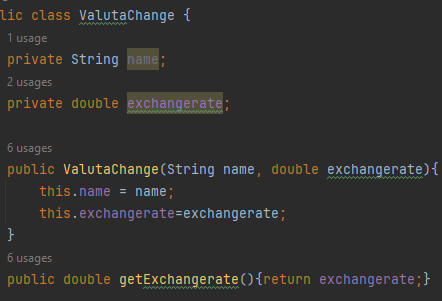 lic class ValutaChange {
1 usage
private String name;
2 usages
private double exchangerate;
6 usages
public ValutaChange(String name, double exchangerate){
this.name = name;
this.exchangerate=exchangerate;
}
6 usages
public double getExchangerate(){return exchangerate;}